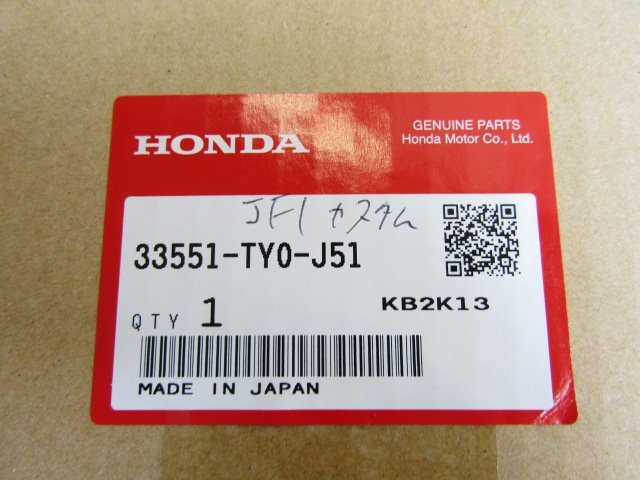 HONDA
GENUINE PARTS
Honda Motor Co., Ltd.
JF1 カスタム
33551-TY0-J51
QTY 1
KB2K13
MADE IN JAPAN